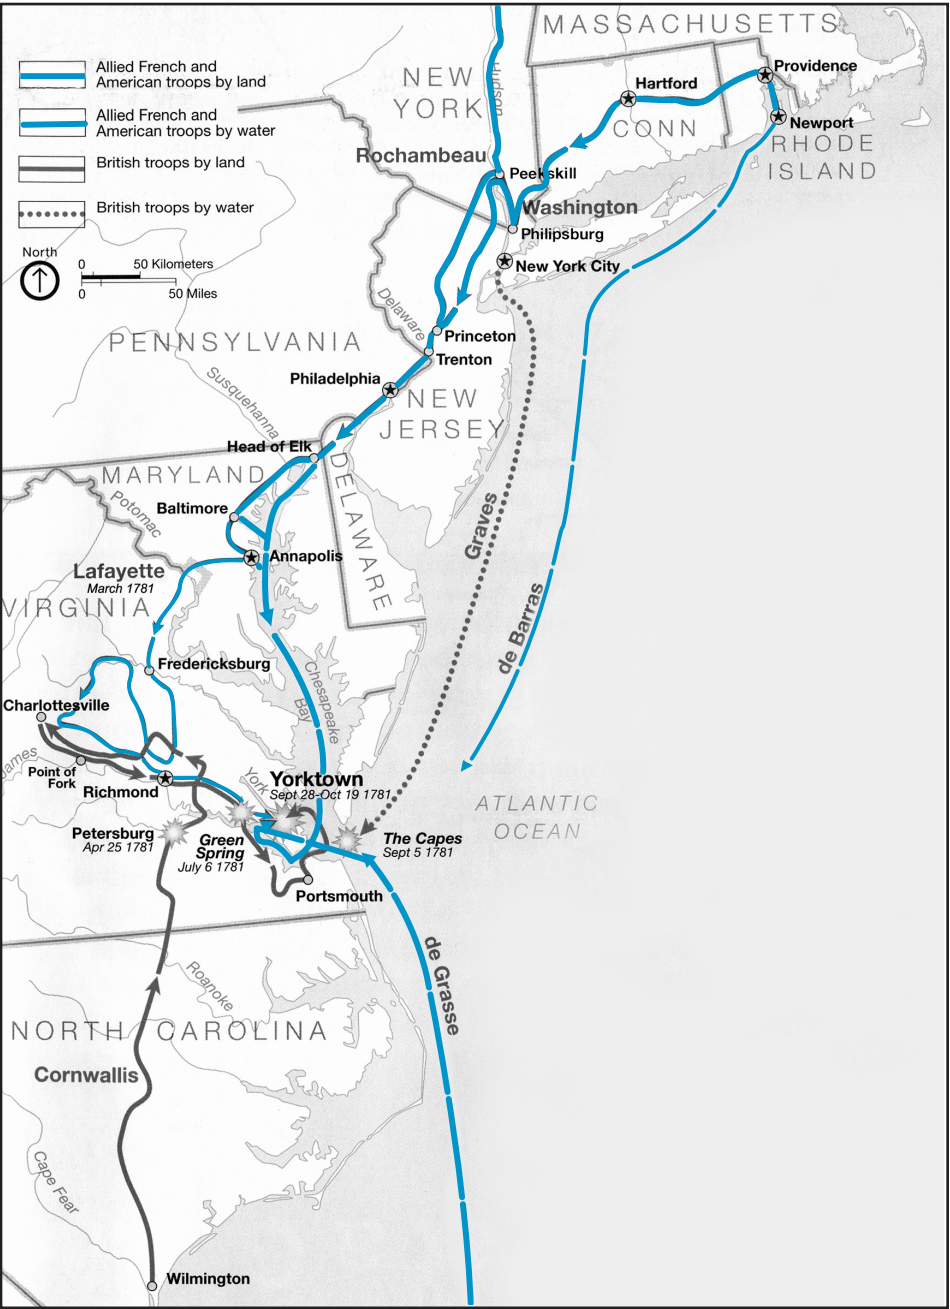 MASSACHUSETTS
Allied French and
American troops by land
Allied French and
American troops by water
British troops by land
British troops by water
North
0 50 Kilometers
0 50 Miles
NEW
YORK
Hudson
Hartford
Providence
CONN
Newport
RHODE
ISLAND
Rochambeau
Peekskill
Washington
Philipsburg
New York City
Delaware
Princeton
Trenton
PENNSYLVANIA
Philadelphia
NEW
JERSEY
Susquehanna
Head of Elk
MARYLAND
DELAWARE
Potomac
Baltimore
Annapolis
Graves
de Barras
Lafayette
March 1781
VIRGINIA
Fredericksburg
Chesapeake
Bay
Charlottesville
James
Point of
Fork
Richmond
York
Yorktown
Sept 28-Oct 19 1781
ATLANTIC
OCEAN
Petersburg
Apr 25 1781
Green
Spring
July 6 1781
The Capes
Sept 5 1781
Portsmouth
de Grasse
Roanoke
NORTH CAROLINA
Cornwallis
Cape Fear
Wilmington